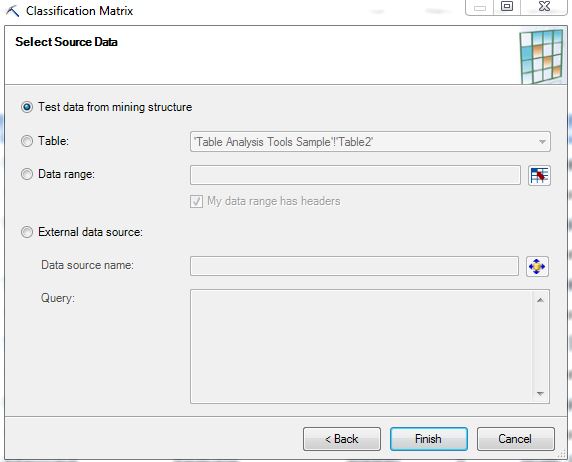 Classification Matrix
Select Source Data
Test data from mining structure
Table:
'Table Analysis Tools Sample'!'Table2'
Data range:
My data range has headers
External data source:
Data source name:
Query:
< Back
Finish
Cancel